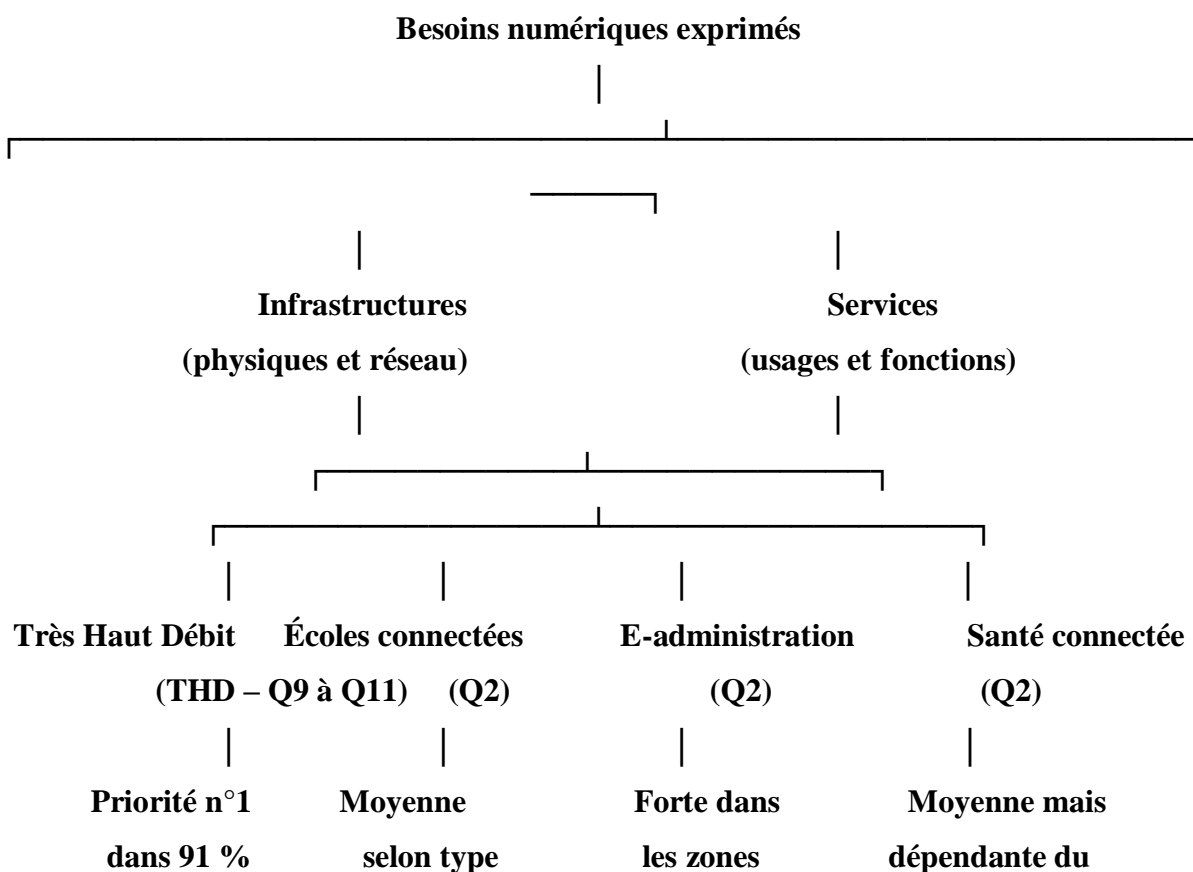 Besoins numériques exprimés
Infrastructures Services
(physiques et réseau) (usages et fonctions)
Très Haut Débit Écoles connectées E-administration Santé connectée
(THD – Q9 à Q11) (Q2) (Q2) (Q2)
Priorité n°1 Moyenne Forte dans Moyenne mais
dans 91 % selon type les zones dépendante du